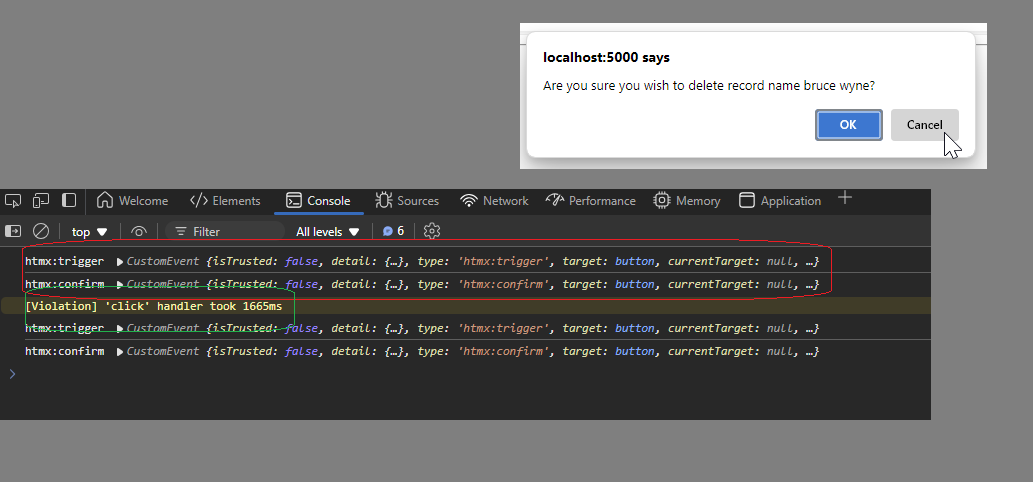 localhost:5000 says
Are you sure you wish to delete record name bruce wyne?
OK Cancel
Welcome Elements Console Sources Network Performance Memory Application
top Filter All levels 6
htmx:trigger CustomEvent {isTrusted: false, detail: {…}, type: 'htmx:trigger', target: button, currentTarget: null, …}
htmx:confirm CustomEvent {isTrusted: false, detail: {…}, type: 'htmx:confirm', target: button, currentTarget: null, …}
[Violation] 'click' handler took 1665ms
htmx:trigger CustomEvent {isTrusted: false, detail: {…}, type: 'htmx:trigger', target: button, currentTarget: null, …}
htmx:confirm CustomEvent {isTrusted: false, detail: {…}, type: 'htmx:confirm', target: button, currentTarget: null, …}